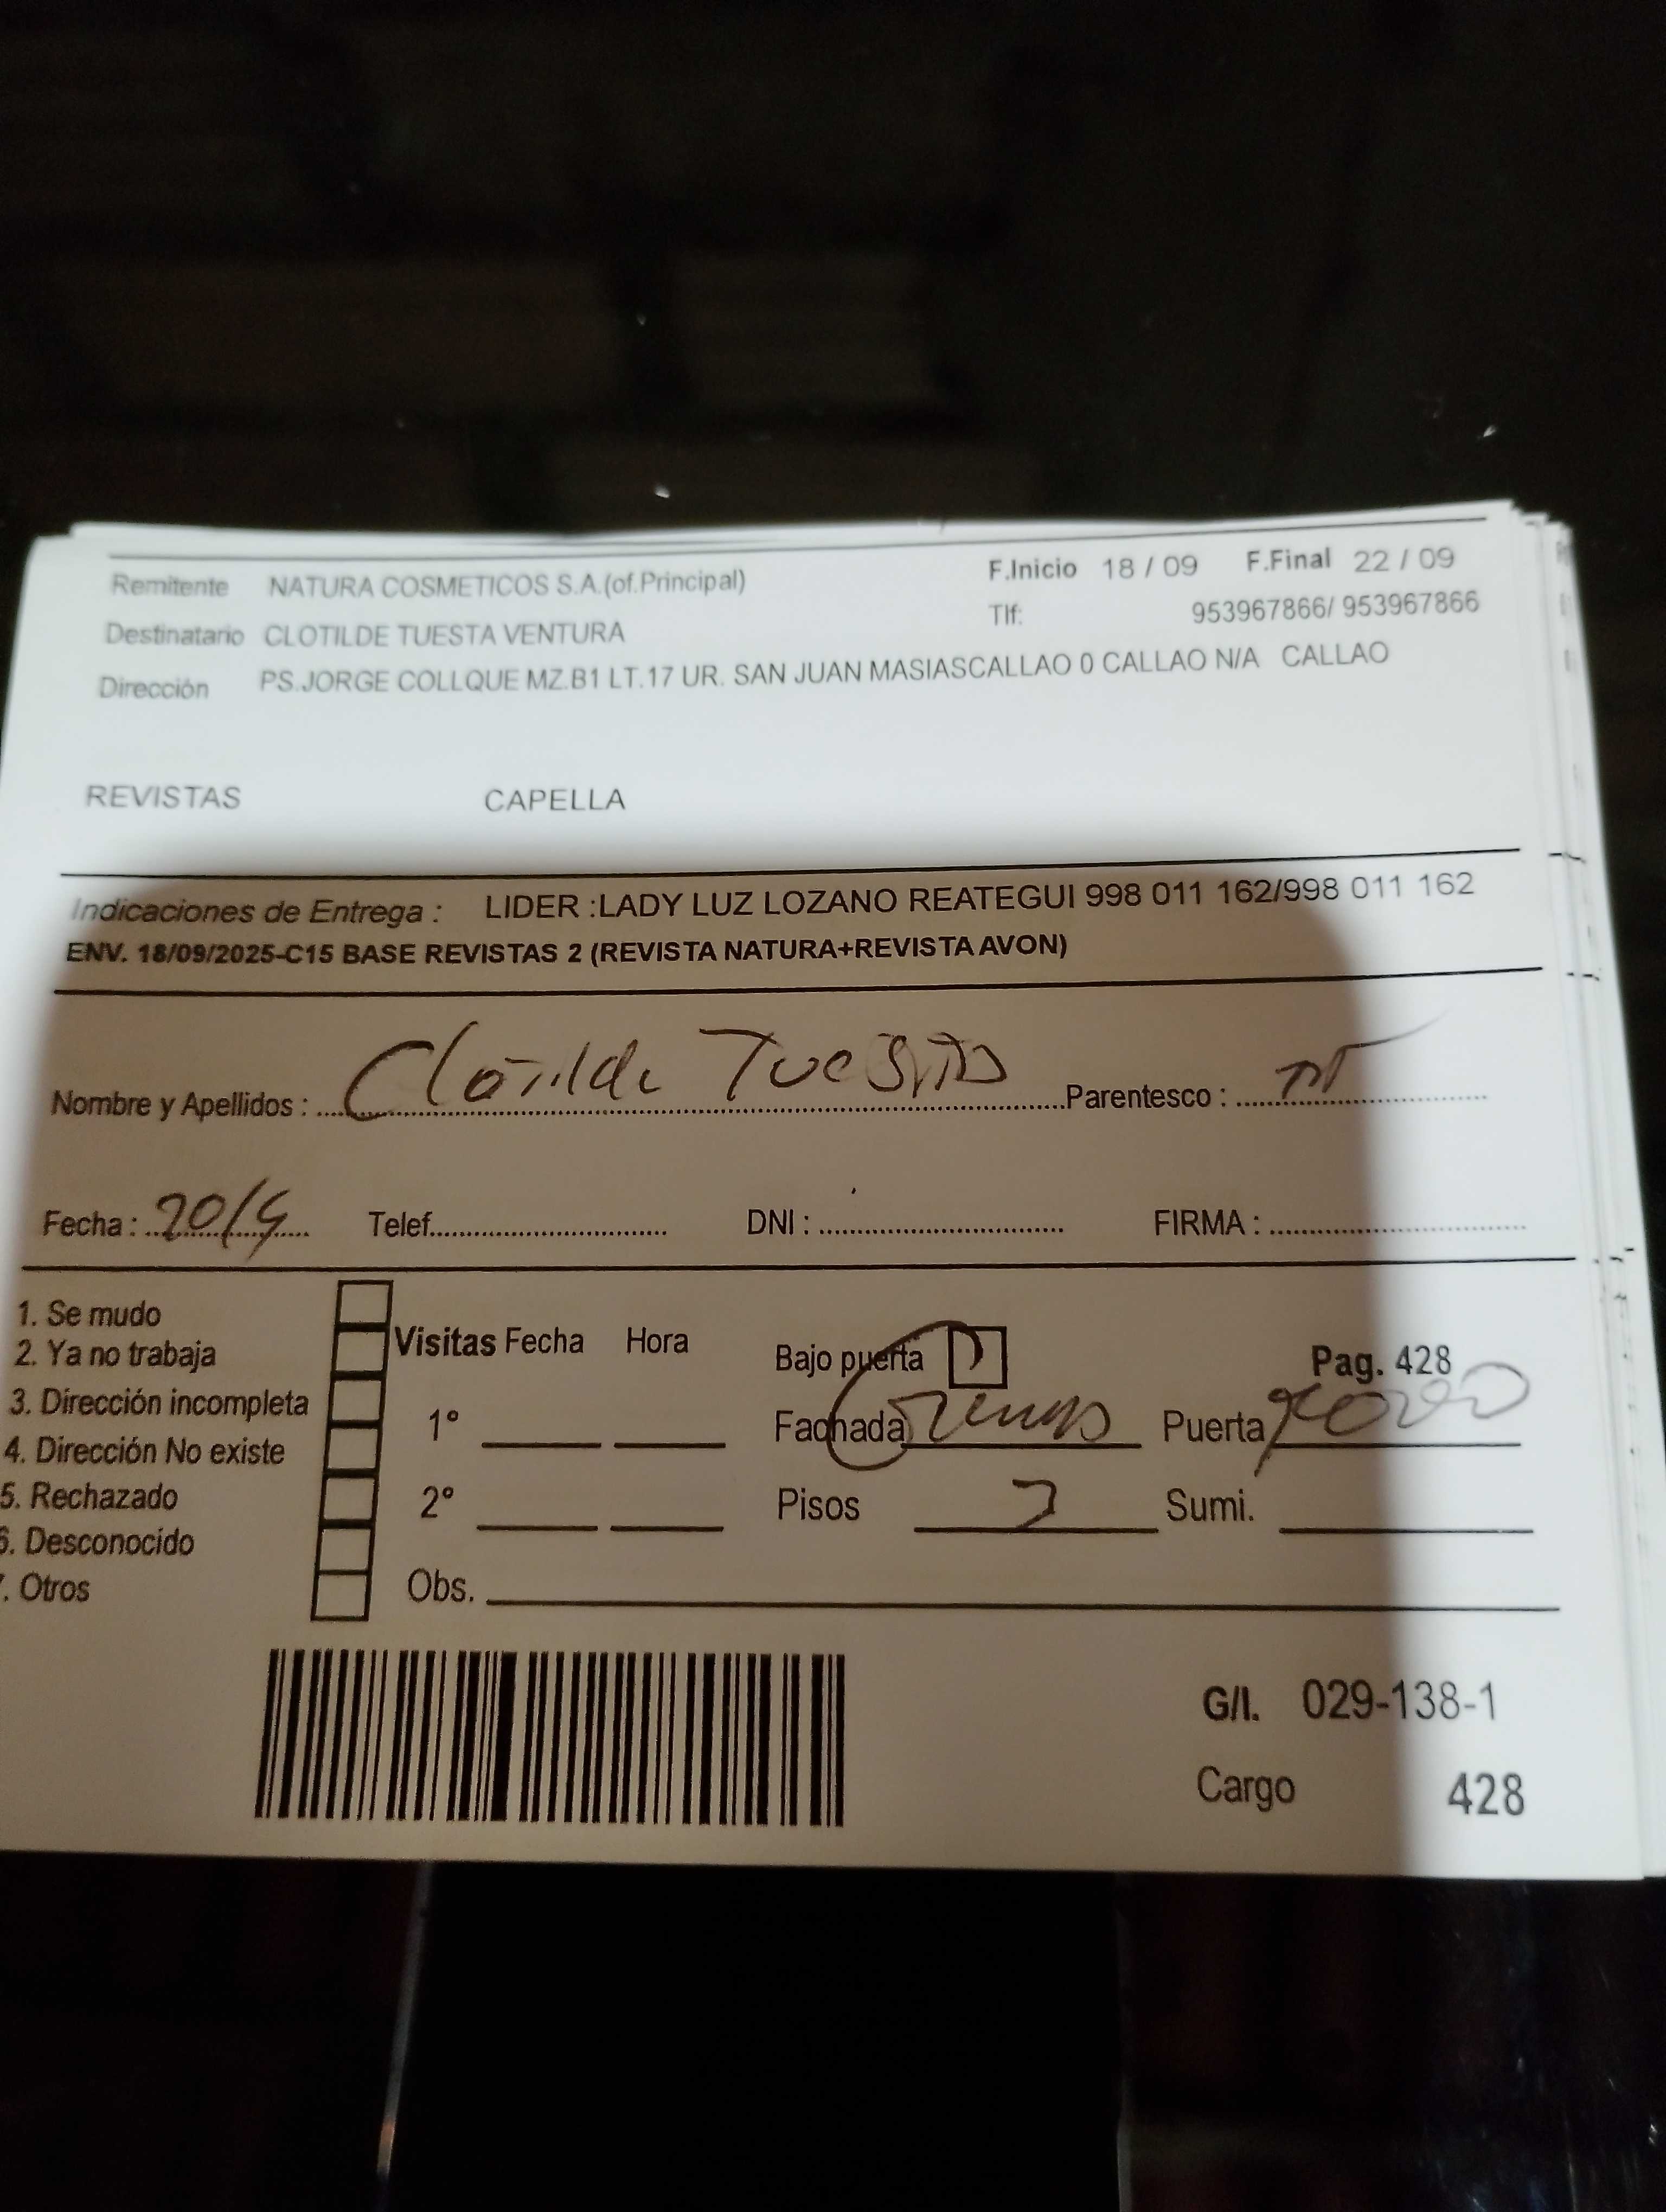 Remitente NATURA COSMETICOS S.A.(of.Principal) F.Inicio 18 / 09 F.Final 22 / 09
Destinatario CLOTILDE TUESTA VENTURA Tlf: 953967866/ 953967866
Dirección PS.JORGE COLLQUE MZ.B1 LT.17 UR. SAN JUAN MASIASCALLAO 0 CALLAO N/A CALLAO
REVISTAS CAPELLA
Indicaciones de Entrega : LIDER :LADY LUZ LOZANO REATEGUI 998 011 162/998 011 162
ENV. 18/09/2025-C15 BASE REVISTAS 2 (REVISTA NATURA+REVISTA AVON)
Nombre y Apellidos : Clotilde Tuesta Parentesco :
Fecha : 20/9 Telef. DNI : FIRMA :
1. Se mudo
2. Ya no trabaja
3. Dirección incompleta
4. Dirección No existe
5. Rechazado
6. Desconocido
. Otros
Visitas Fecha Hora
1°
2°
Obs.
Bajo puerta Pag. 428
Fachada Puerta
Pisos Sumi.
G/I. 029-138-1
Cargo 428